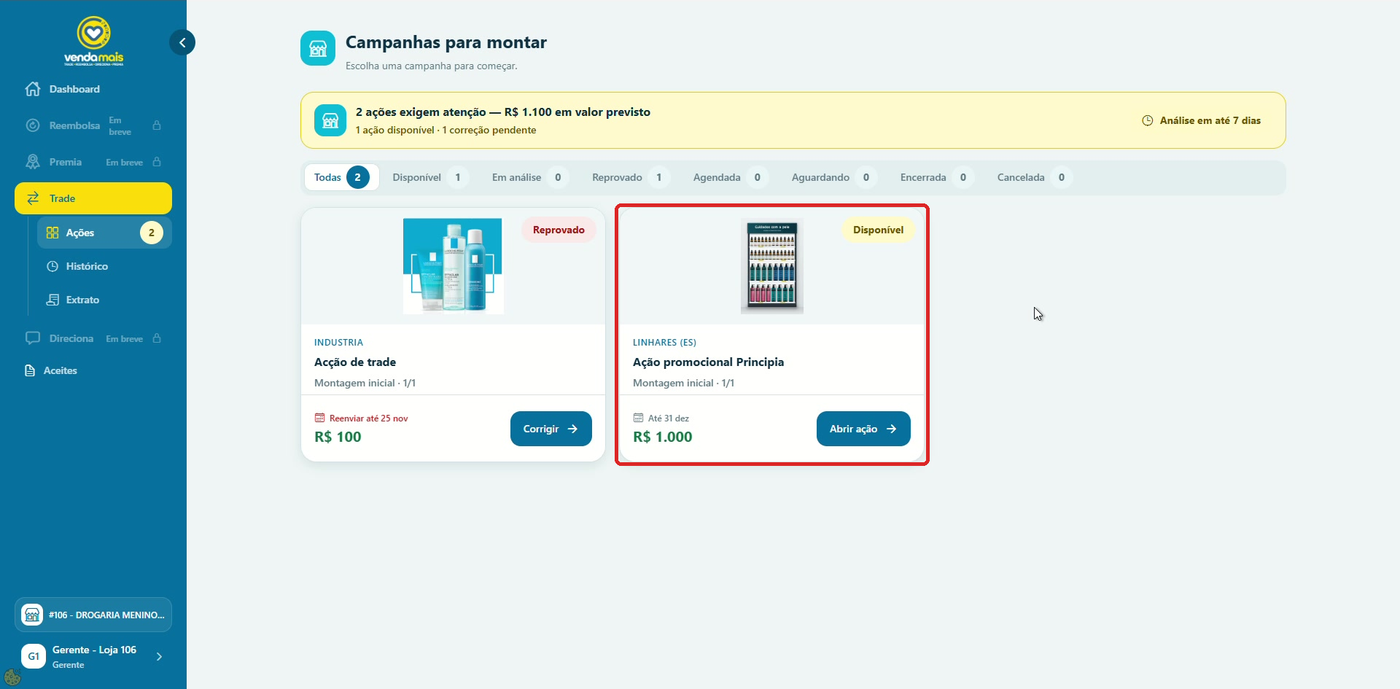 vendamais
Dashboard
Reembolsa
Em breve
Premia
Em breve
Trade
Ações
2
Histórico
Extrato
Direciona
Em breve
Aceites
#106 - DROGARIA MENINO...
G1
Gerente - Loja 106
Gerente
Campanhas para montar
Escolha uma campanha para começar.
2 ações exigem atenção — R$ 1.100 em valor previsto
1 ação disponível · 1 correção pendente
Análise em até 7 dias
Todas 2
Disponível 1
Em análise 0
Reprovado 1
Agendada 0
Aguardando 0
Encerrada 0
Cancelada 0
Reprovado
INDUSTRIA
Acção de trade
Montagem inicial · 1/1
Reenviar até 25 nov
R$ 100
Corrigir
Disponível
LINHARES (ES)
Ação promocional Principia
Montagem inicial · 1/1
Até 31 dez
R$ 1.000
Abrir ação